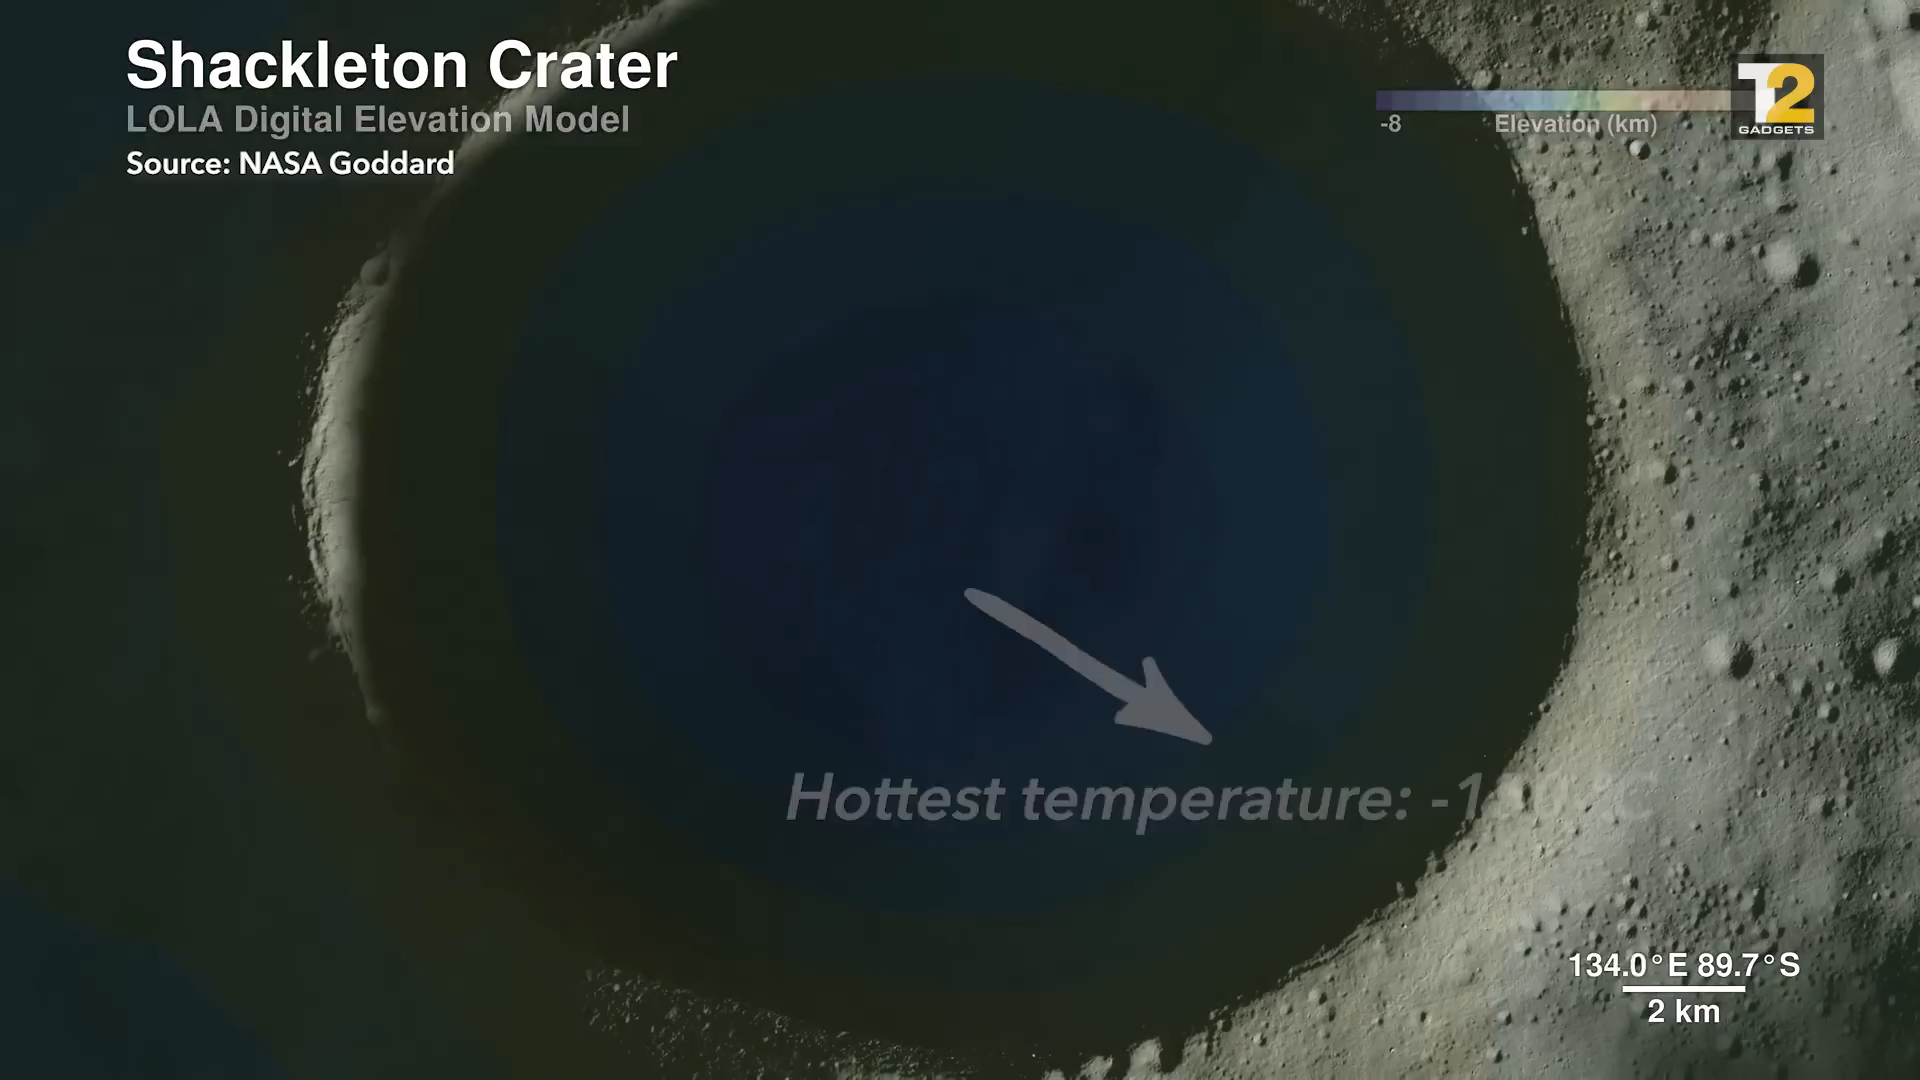 Shackleton Crater
LOLA Digital Elevation Model
Source: NASA Goddard
T2
GADGETS
-8
Elevation (km)
Hottest temperature:
134.0°E 89.7°S
2 km